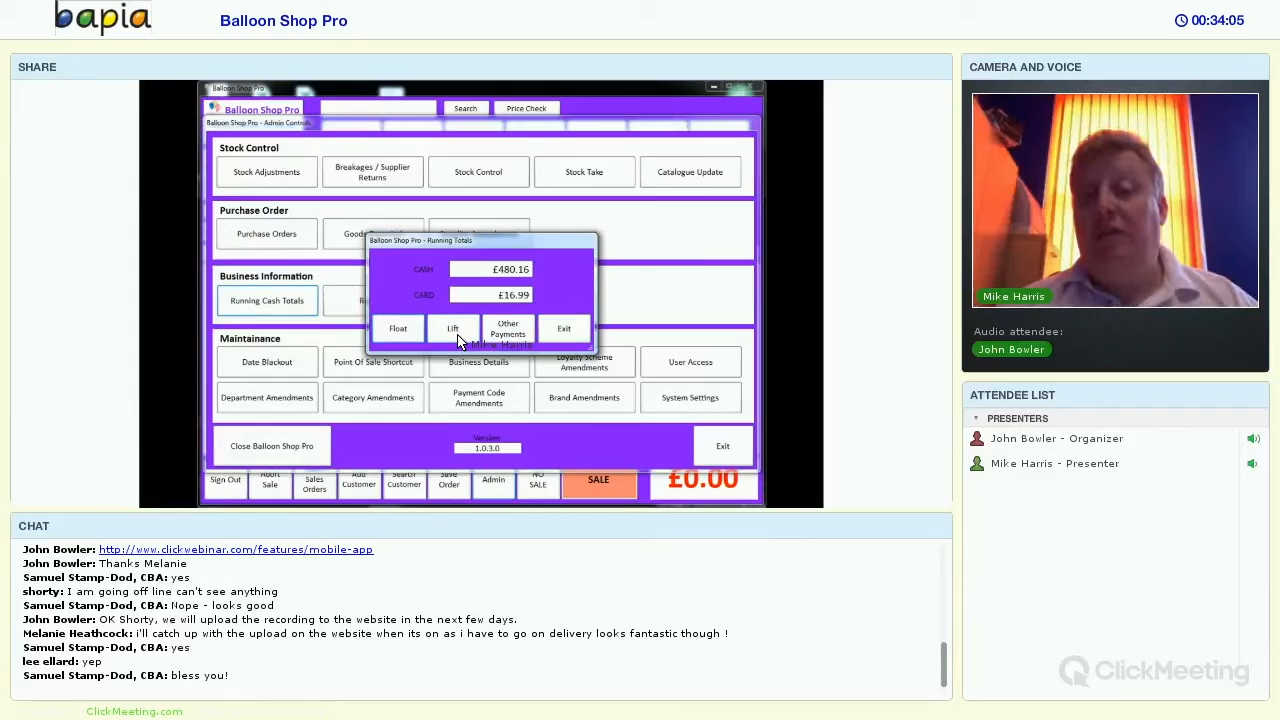 bapia
Balloon Shop Pro
00:34:05
SHARE
Balloon Shop Pro
Balloon Shop Pro
Search
Price Check
Balloon Shop Pro - Admin Controls
Stock Control
Stock Adjustments
Breakages / Supplier
Returns
Stock Control
Stock Take
Catalogue Update
Purchase Order
Purchase Orders
Goods
Balloon Shop Pro - Running Totals
CASH
£480.16
CARD
£16.99
Float
Lift
Other
Payments
Exit
Mike Harris
Business Information
Running Cash Totals
Maintainance
Date Blackout
Point Of Sale Shortcut
Business Details
Loyalty Scheme
Amendments
User Access
Department Amendments
Category Amendments
Payment Code
Amendments
Brand Amendments
System Settings
Close Balloon Shop Pro
Version
1.0.3.0
Exit
Sign Out
Abort
Sale
Sales
Orders
Add
Customer
Search
Customer
Save
Order
Admin
NO
SALE
SALE
£0.00
CAMERA AND VOICE
Mike Harris
Audio attendee:
John Bowler
ATTENDEE LIST
PRESENTERS
John Bowler - Organizer
Mike Harris - Presenter
CHAT
John Bowler: http://www.clickwebinar.com/features/mobile-app
John Bowler: Thanks Melanie
Samuel Stamp-Dod, CBA: yes
shorty: I am going off line can't see anything
Samuel Stamp-Dod, CBA: Nope - looks good
John Bowler: OK Shorty, we will upload the recording to the website in the next few days.
Melanie Heathcock: i'll catch up with the upload on the website when its on as i have to go on delivery looks fantastic though !
Samuel Stamp-Dod, CBA: yes
lee ellard: yep
Samuel Stamp-Dod, CBA: bless you!
ClickMeeting
ClickMeeting.com